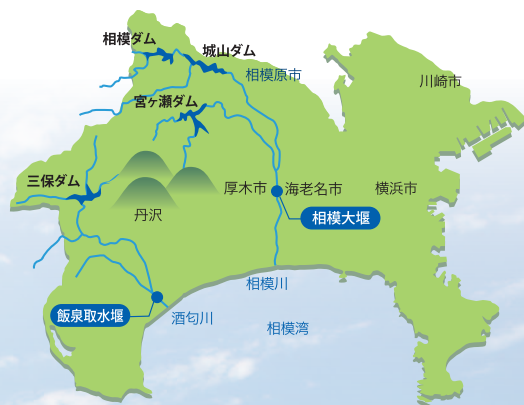 相模ダム
城山ダム
相模原市
川崎市
宮ヶ瀬ダム
三保ダム
厚木市
海老名市
横浜市
丹沢
相模大堰
相模川
飯泉取水堰
酒匂川
相模湾